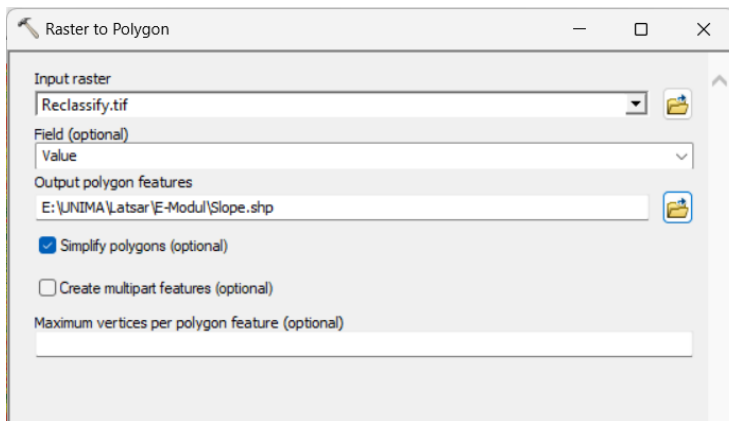 Raster to Polygon
Input raster
Reclassify.tif
Field (optional)
Value
Output polygon features
E:\UNIMA\Latsar\E-Modul\Slope.shp
Simplify polygons (optional)
Create multipart features (optional)
Maximum vertices per polygon feature (optional)